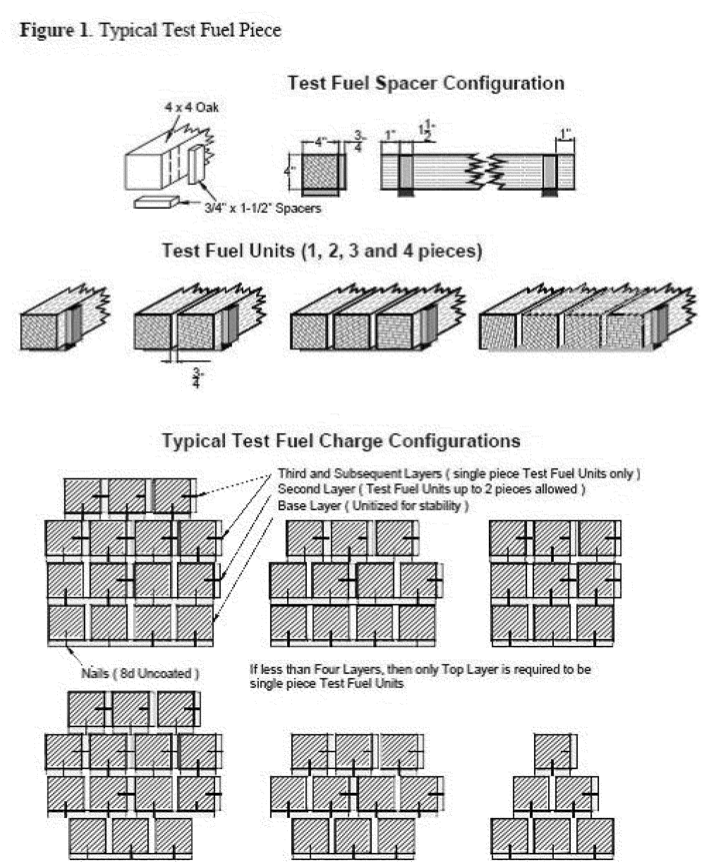 Figure 1. Typical Test Fuel Piece
Test Fuel Spacer Configuration
4 x 4 Oak
4"
3-
4
1"
1 1-
2
1"
4"
3/4" x 1-1/2" Spacers
Test Fuel Units (1, 2, 3 and 4 pieces)
3-
4
Typical Test Fuel Charge Configurations
Third and Subsequent Layers ( single piece Test Fuel Units only )
Second Layer ( Test Fuel Units up to 2 pieces allowed )
Base Layer ( Unitized for stability )
Nails ( 8d Uncoated )
If less than Four Layers, then only Top Layer is required to be
single piece Test Fuel Units